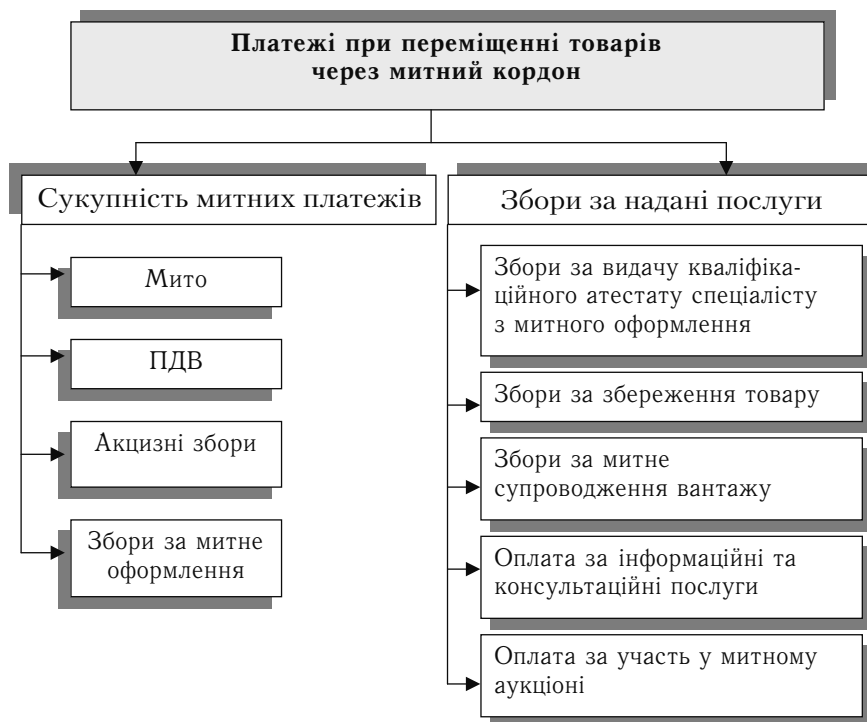 Платежі при переміщенні товарів
через митний кордон
Сукупність митних платежів
Мито
ПДВ
Акцизні збори
Збори за митне
оформлення
Збори за надані послуги
Збори за видачу кваліфіка-
ційного атестату спеціалісту
з митного оформлення
Збори за збереження товару
Збори за митне
супроводження вантажу
Оплата за інформаційні та
консультаційні послуги
Оплата за участь у митному
аукціоні